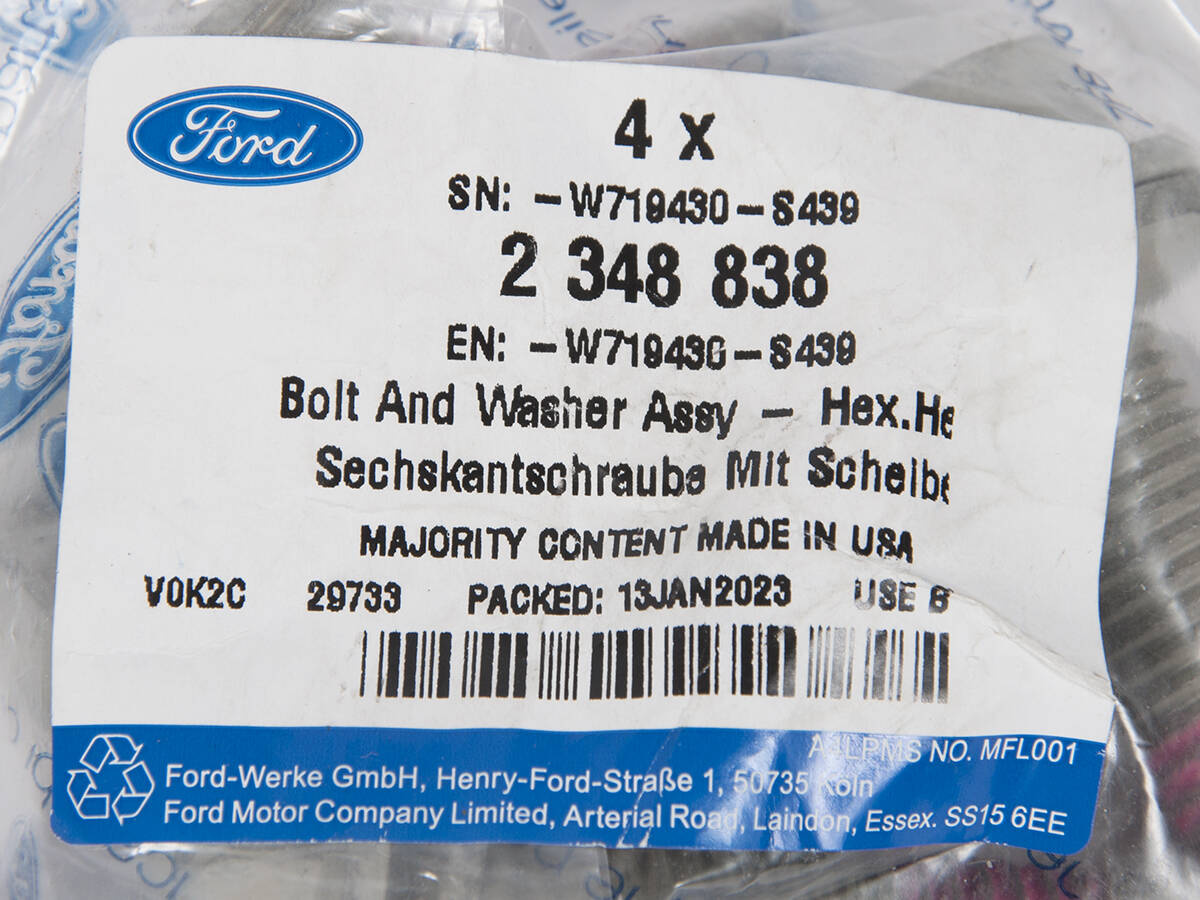 Ford
4 x
SN: -W719430-S439
2 348 838
EN: -W719430-S439
Bolt And Washer Assy - Hex.He
Sechskantschraube Mit Scheibe
MAJORITY CONTENT MADE IN USA
V0K2C 29733 PACKED: 13JAN2023 USE B
NO. MFL001
Ford-Werke GmbH, Henry-Ford-Straße 1, 50735 Köln
Ford Motor Company Limited, Arterial Road, Laindon, Essex. SS15 6EE